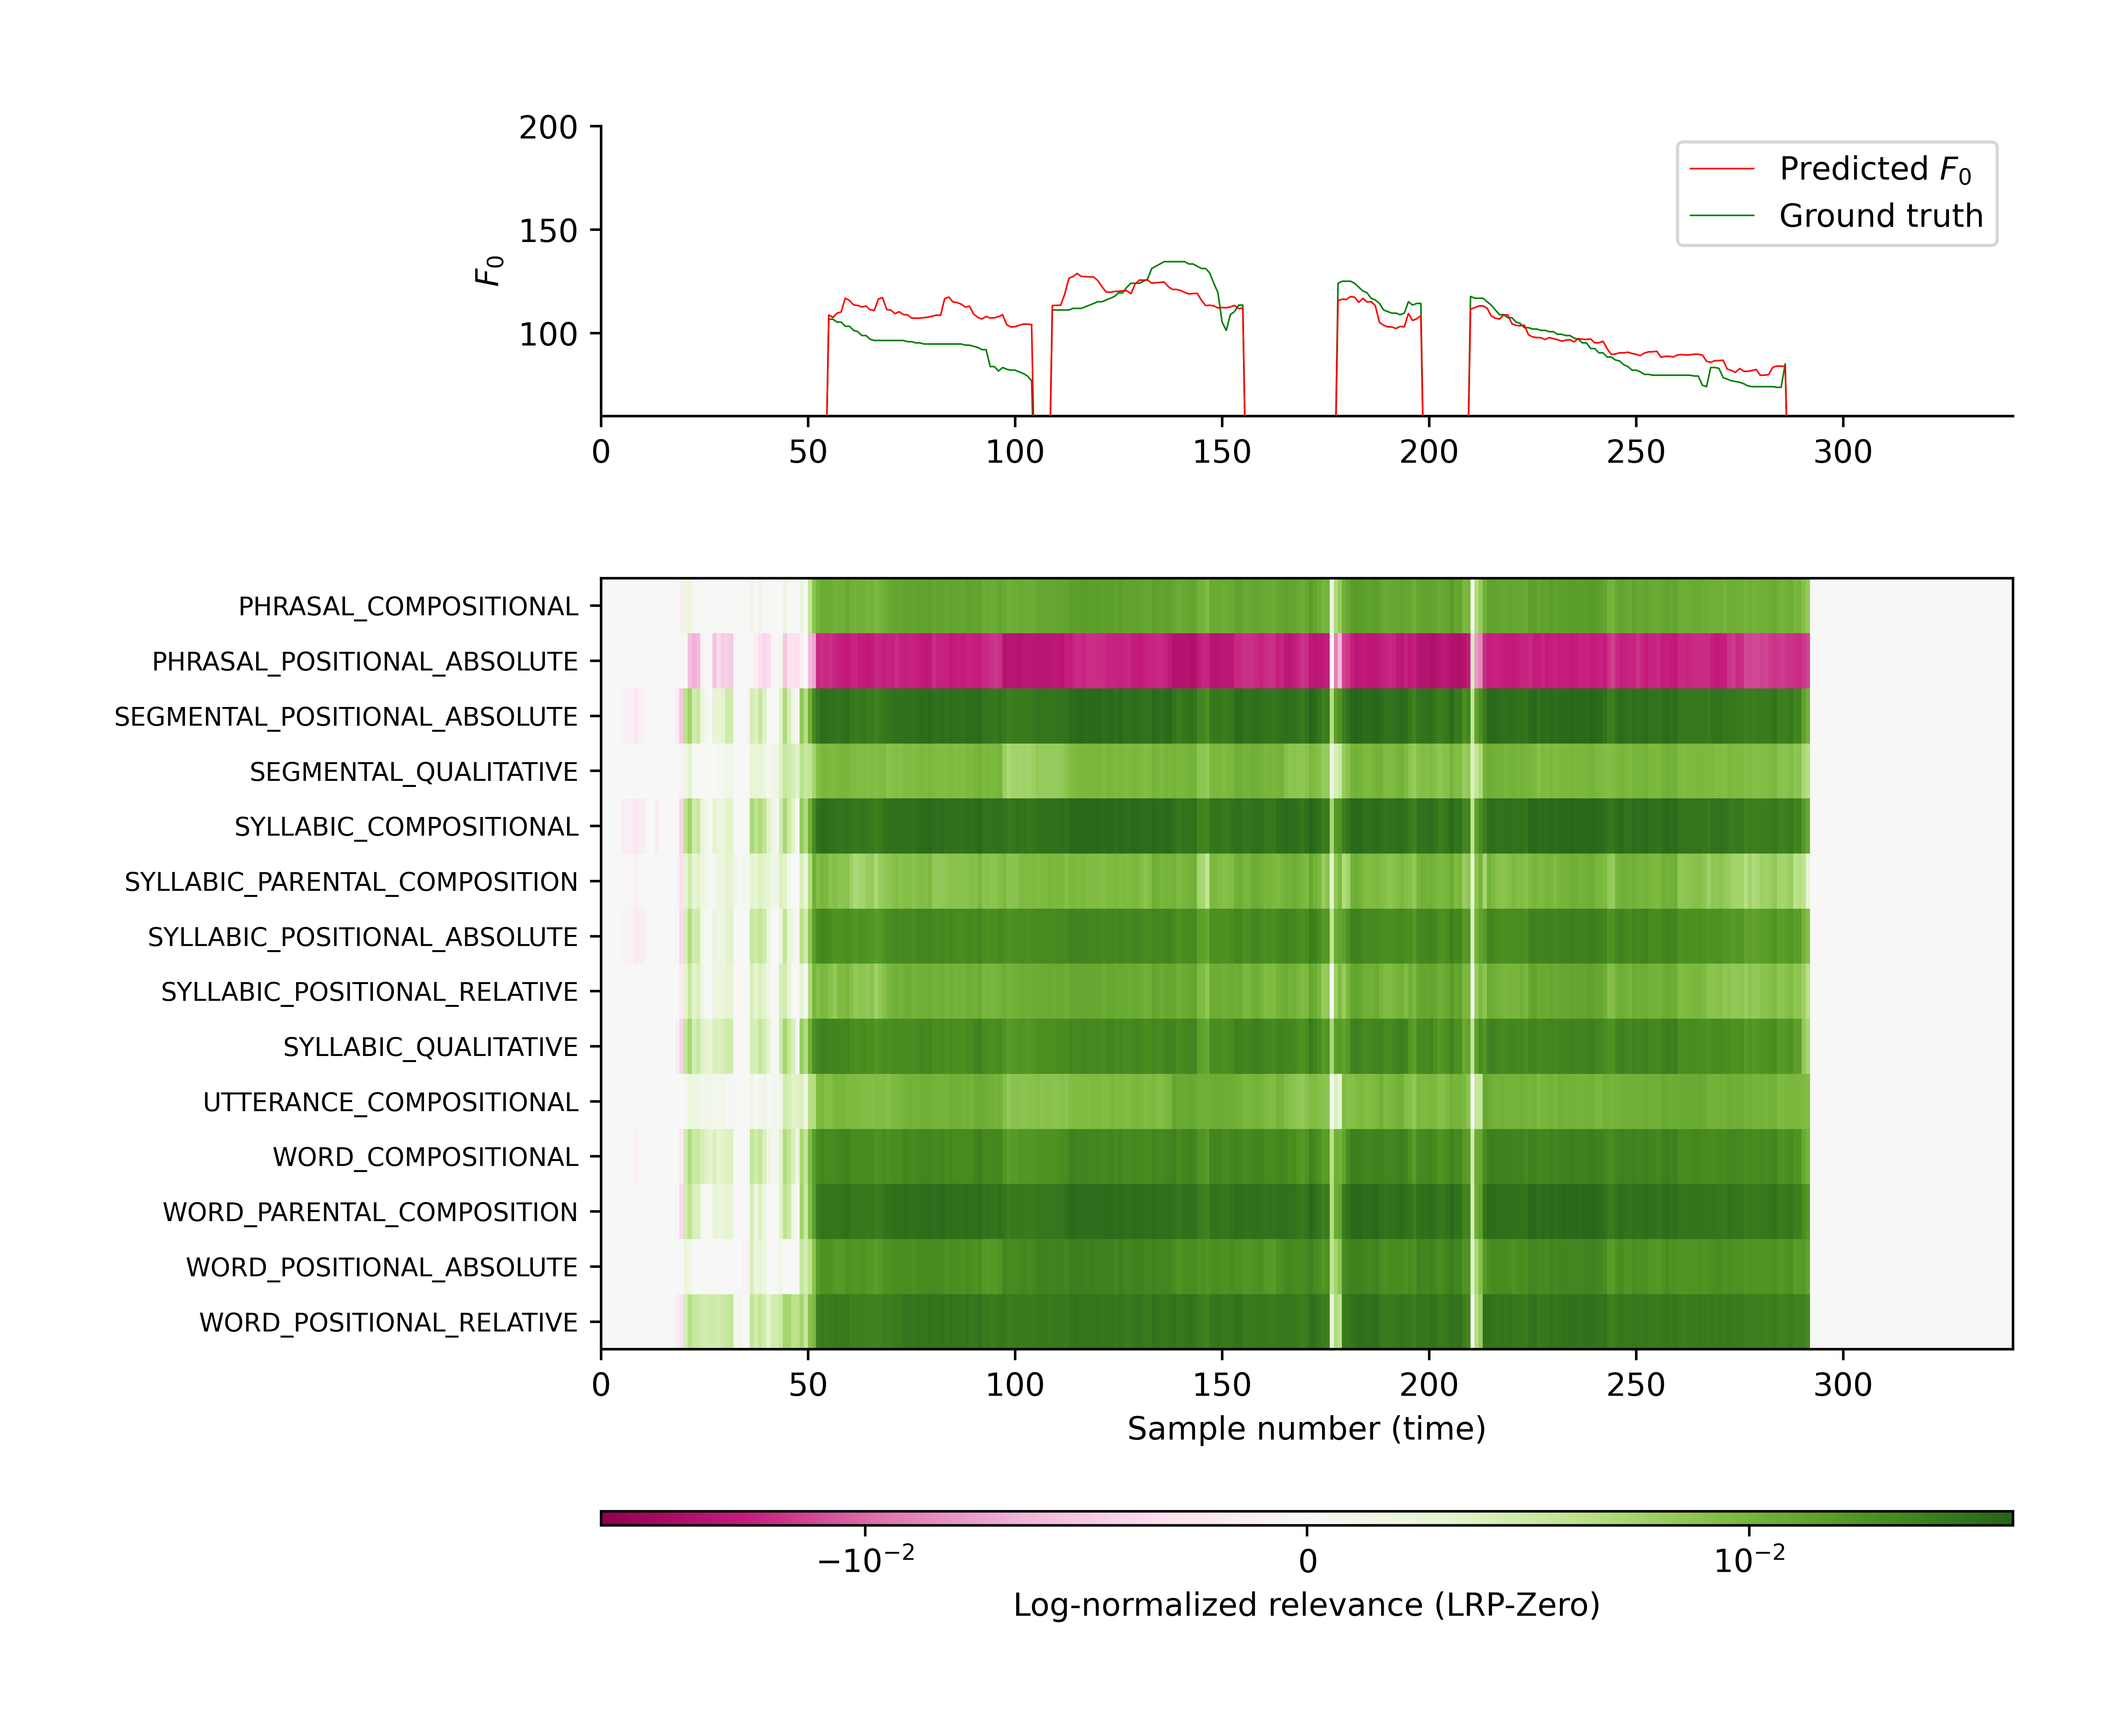 200
150
100
F0
Predicted F0
Ground truth
0 50 100 150 200 250 300
PHRASAL_COMPOSITIONAL
PHRASAL_POSITIONAL_ABSOLUTE
SEGMENTAL_POSITIONAL_ABSOLUTE
SEGMENTAL_QUALITATIVE
SYLLABIC_COMPOSITIONAL
SYLLABIC_PARENTAL_COMPOSITION
SYLLABIC_POSITIONAL_ABSOLUTE
SYLLABIC_POSITIONAL_RELATIVE
SYLLABIC_QUALITATIVE
UTTERANCE_COMPOSITIONAL
WORD_COMPOSITIONAL
WORD_PARENTAL_COMPOSITION
WORD_POSITIONAL_ABSOLUTE
WORD_POSITIONAL_RELATIVE
0 50 100 150 200 250 300
Sample number (time)
−10⁻² 0 10⁻²
Log-normalized relevance (LRP-Zero)